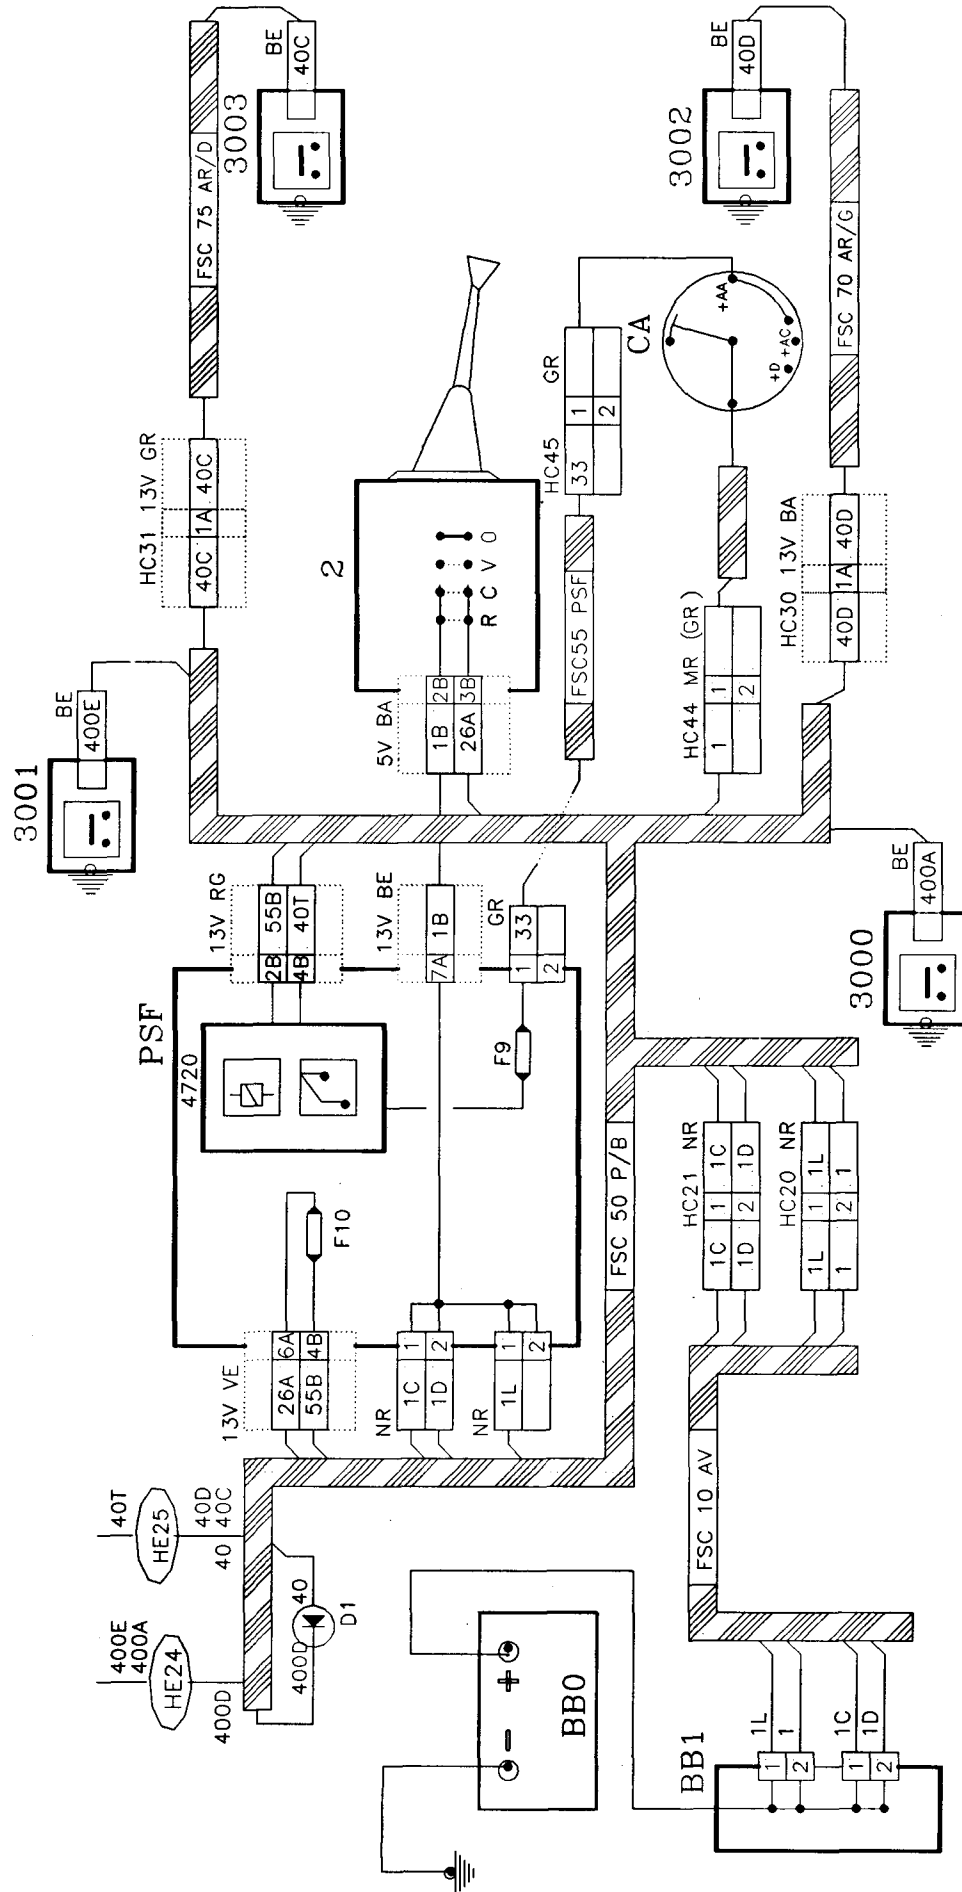 FSC 75 AR/D
BE
40C
3003
HC31 13V GR
40C 1A 40C
BE
400E
3001
BE
40D
3002
FSC 70 AR/G
HC30 13V BA
40D 1A 40D
CA
+AA
+AC
+D
HC45 GR
33 1
2
FSC55 PSF
HC44 MR (GR)
1 1
2
2
R C V O
5V BA
1B 2B
26A 3B
PSF
4720
13V RG
2B 55B
4B 40T
13V BE
7A 1B
GR
1 33
2
F9
F10
13V VE
26A 6A
55B 4B
NR
1C 1
1D 2
NR
1L 1
2
BE
400A
3000
FSC 50 P/B
HC21 NR
1C 1 1C
1D 2 1D
HC20 NR
1L 1 1L
1 2 1
FSC 10 AV
40T
HE25
40D
40C
40
400E
400A
HE24
400D
400D 40
D1
BB0
+ −
BB1
1 1L
2 1
1 1C
2 1D